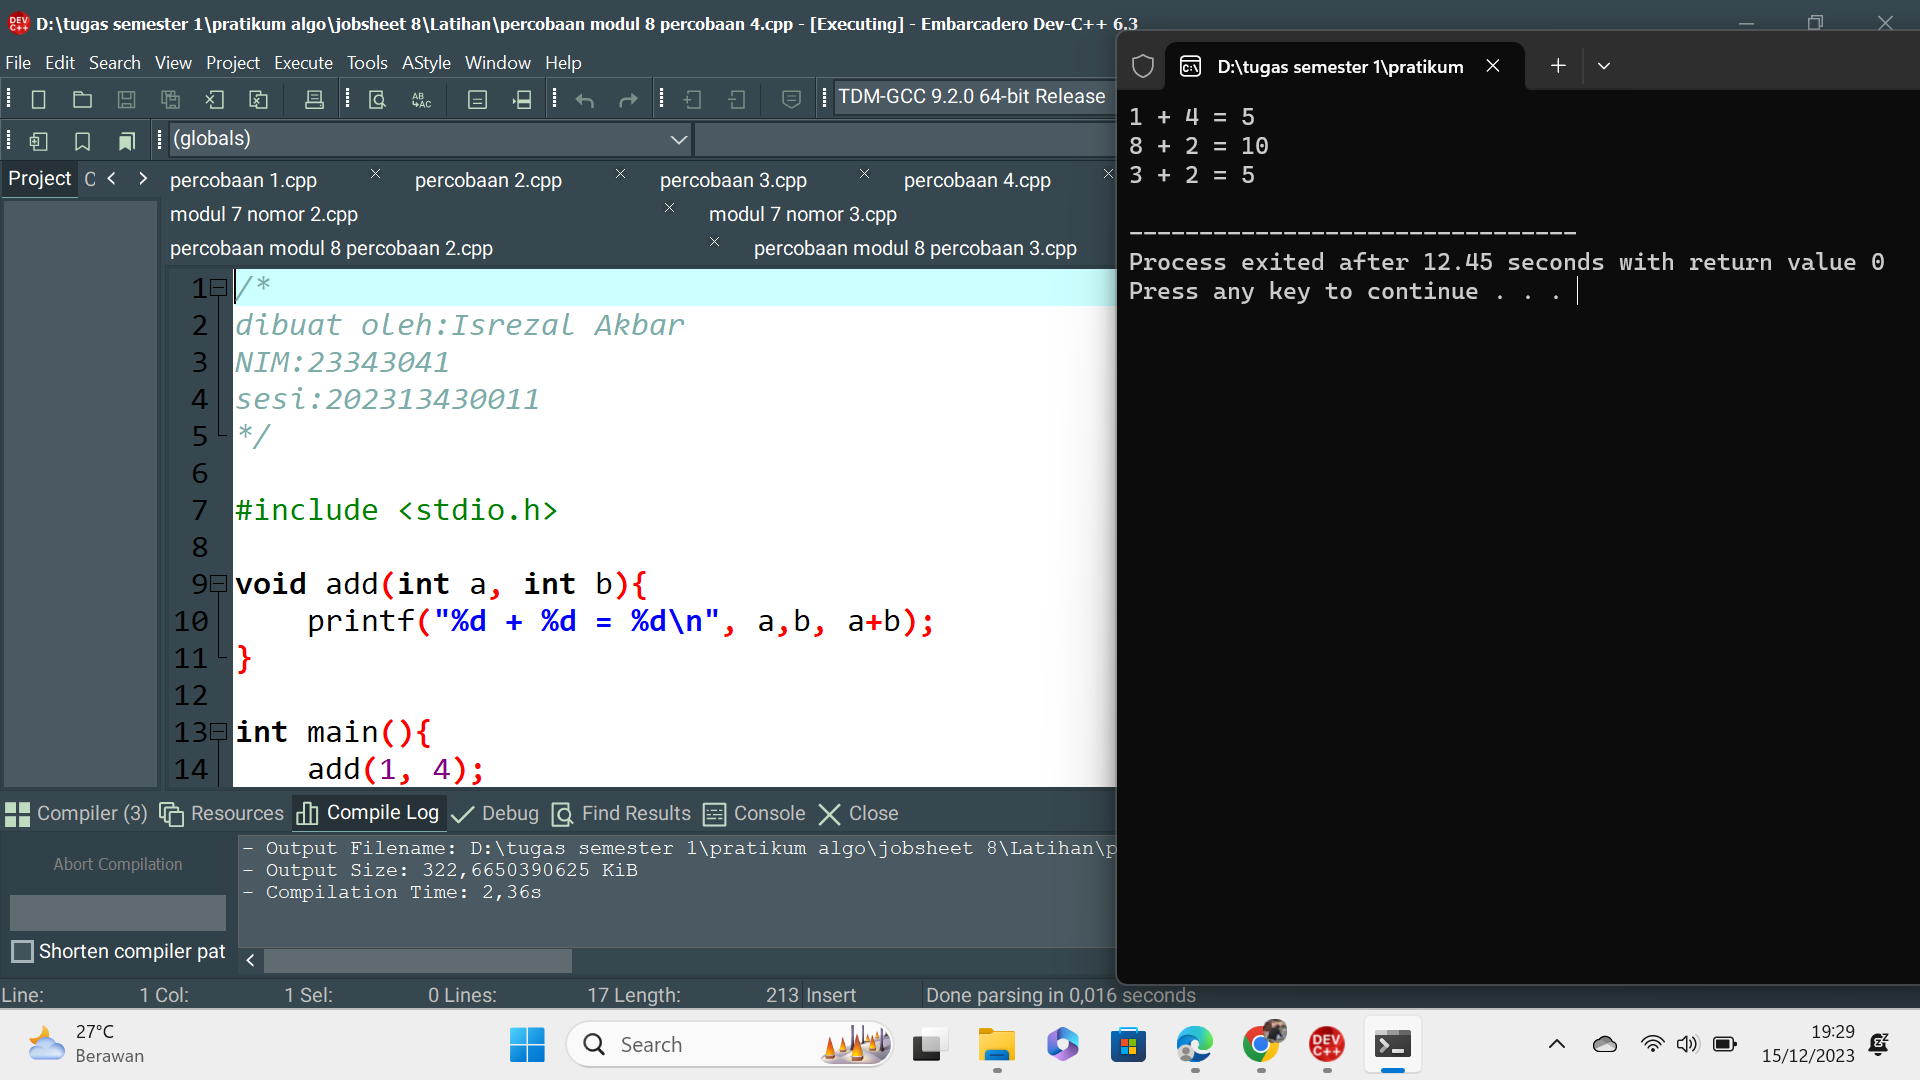 D:\tugas semester 1\pratikum algo\jobsheet 8\Latihan\percobaan modul 8 percobaan 4.cpp - [Executing] - Embarcadero Dev-C++ 6.3
File Edit Search View Project Execute Tools AStyle Window Help
TDM-GCC 9.2.0 64-bit Release
(globals)
Project
percobaan 1.cpp percobaan 2.cpp percobaan 3.cpp percobaan 4.cpp
modul 7 nomor 2.cpp modul 7 nomor 3.cpp
percobaan modul 8 percobaan 2.cpp percobaan modul 8 percobaan 3.cpp
1 /*
2 dibuat oleh:Isrezal Akbar
3 NIM:23343041
4 sesi:202313430011
5 */
6
7 #include <stdio.h>
8
9 void add(int a, int b){
10 printf("%d + %d = %d\n", a,b, a+b);
11 }
12
13 int main(){
14 add(1, 4);
Compiler (3) Resources Compile Log Debug Find Results Console Close
Abort Compilation
Shorten compiler pat
- Output Filename: D:\tugas semester 1\pratikum algo\jobsheet 8\Latihan\p
- Output Size: 322,6650390625 KiB
- Compilation Time: 2,36s
Line: 1 Col: 1 Sel: 0 Lines: 17 Length: 213 Insert Done parsing in 0,016 seconds
D:\tugas semester 1\pratikum
1 + 4 = 5
8 + 2 = 10
3 + 2 = 5
--------------------------------
Process exited after 12.45 seconds with return value 0
Press any key to continue . . .
27°C
Berawan
Search
DEV C++
19:29
15/12/2023